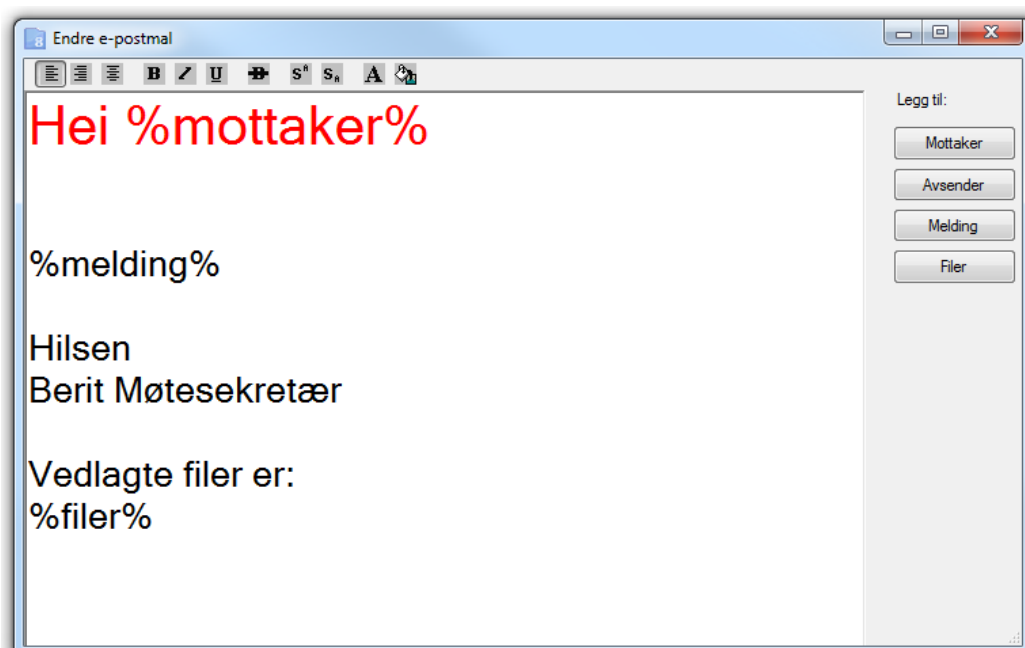 Endre e-postmal
Hei %mottaker%
%melding%
Hilsen
Berit Møtesekretær
Vedlagte filer er:
%filer%
Legg til:
Mottaker
Avsender
Melding
Filer